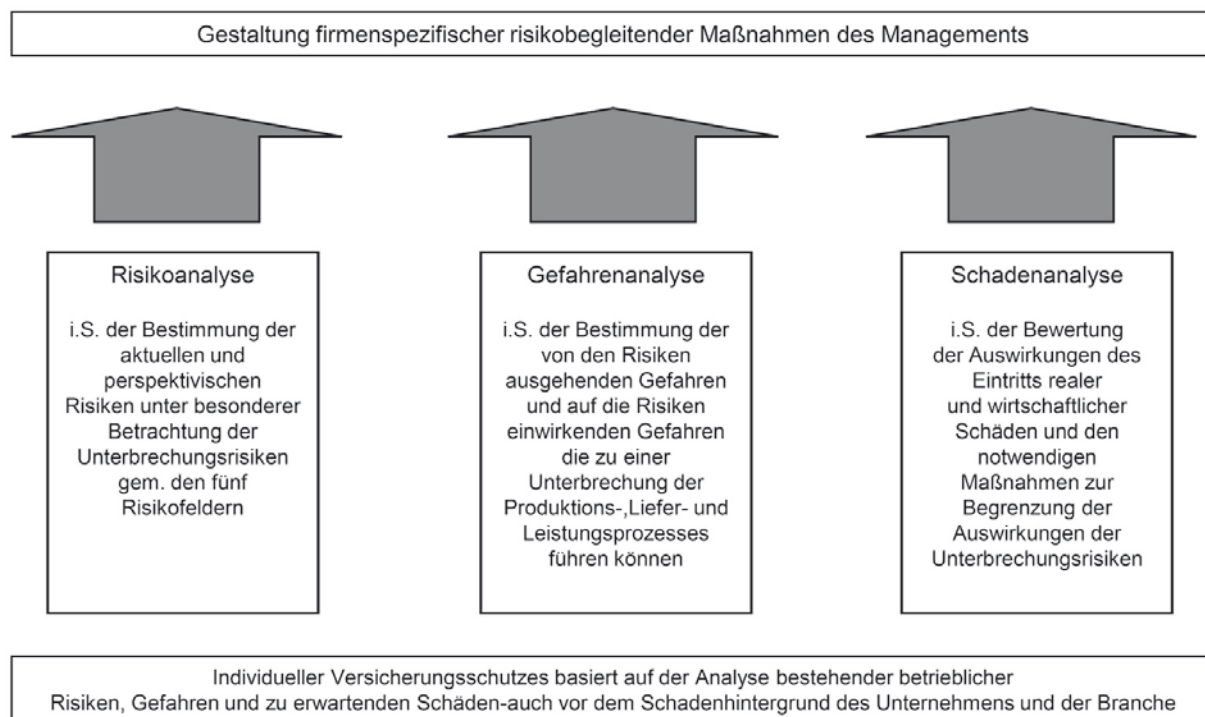 Gestaltung firmenspezifischer risikobegleitender Maßnahmen des Managements
Risikoanalyse
i.S. der Bestimmung der
aktuellen und
perspektivischen
Risiken unter besonderer
Betrachtung der
Unterbrechungsrisiken
gem. den fünf
Risikofeldern
Gefahrenanalyse
i.S. der Bestimmung der
von den Risiken
ausgehenden Gefahren
und auf die Risiken
einwirkenden Gefahren
die zu einer
Unterbrechung der
Produktions-,Liefer- und
Leistungsprozesses
führen können
Schadenanalyse
i.S. der Bewertung
der Auswirkungen des
Eintritts realer
und wirtschaftlicher
Schäden und den
notwendigen
Maßnahmen zur
Begrenzung der
Auswirkungen der
Unterbrechungsrisiken
Individueller Versicherungsschutzes basiert auf der Analyse bestehender betrieblicher
Risiken, Gefahren und zu erwartenden Schäden-auch vor dem Schadenhintergrund des Unternehmens und der Branche